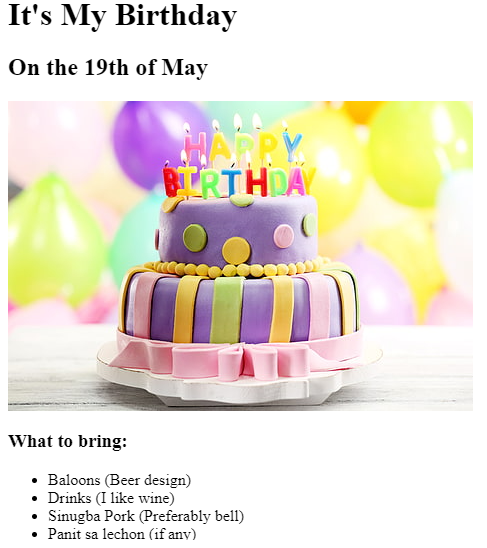 It's My Birthday
On the 19th of May
HAPPY
BIRTHDAY
What to bring:
Baloons (Beer design)
Drinks (I like wine)
Sinugba Pork (Preferably bell)
Panit sa lechon (if any)